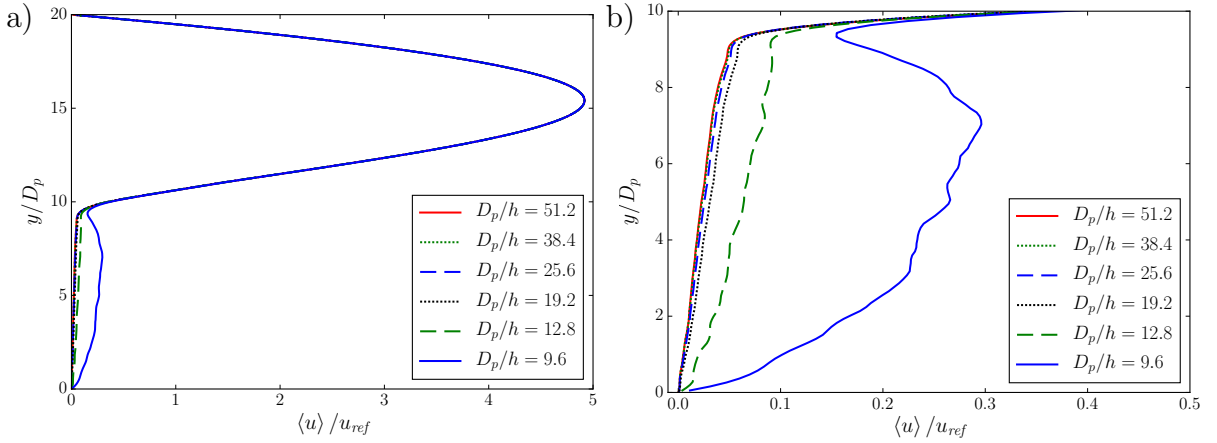 a)
20
15
10
5
0
y/D_p
0 1 2 3 4 5
⟨u⟩/u_ref
D_p/h = 51.2
D_p/h = 38.4
D_p/h = 25.6
D_p/h = 19.2
D_p/h = 12.8
D_p/h = 9.6
b)
10
8
6
4
2
0
y/D_p
0.0 0.1 0.2 0.3 0.4 0.5
⟨u⟩/u_ref
D_p/h = 51.2
D_p/h = 38.4
D_p/h = 25.6
D_p/h = 19.2
D_p/h = 12.8
D_p/h = 9.6